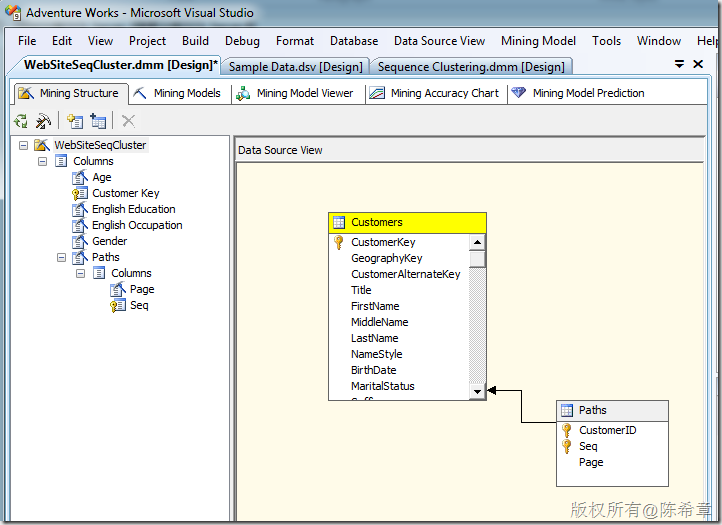 Adventure Works - Microsoft Visual Studio
File Edit View Project Build Debug Format Database Data Source View Mining Model Tools Window Help
WebSiteSeqCluster.dmm [Design]* Sample Data.dsv [Design] Sequence Clustering.dmm [Design]
Mining Structure Mining Models Mining Model Viewer Mining Accuracy Chart Mining Model Prediction
WebSiteSeqCluster
Columns
Age
Customer Key
English Education
English Occupation
Gender
Paths
Columns
Page
Seq
Data Source View
Customers
CustomerKey
GeographyKey
CustomerAlternateKey
Title
FirstName
MiddleName
LastName
NameStyle
BirthDate
MaritalStatus
Paths
CustomerID
Seq
Page
版权所有@陈希章